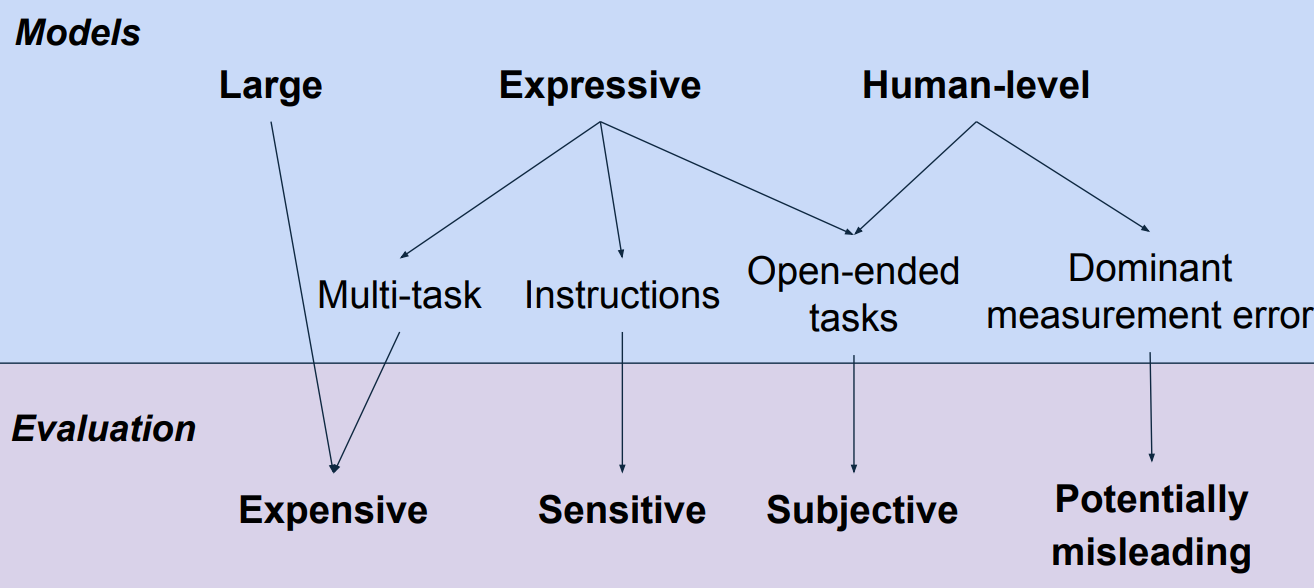 Models
Large Expressive Human-level
Multi-task Instructions Open-ended
tasks Dominant
measurement error
Evaluation
Expensive Sensitive Subjective Potentially
misleading